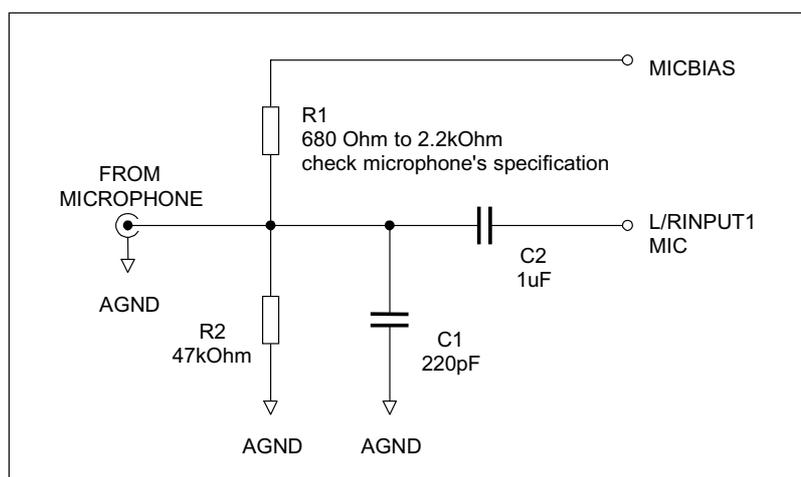 MICBIAS
R1
680 Ohm to 2.2kOhm
check microphone's specification
FROM
MICROPHONE
L/RINPUT1
MIC
C2
1uF
AGND
R2
47kOhm
C1
220pF
AGND
AGND